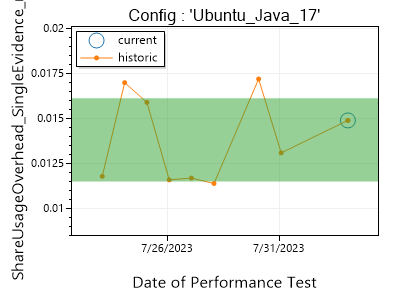 Config : 'Ubuntu_Java_17'
ShareUsageOverhead_SingleEvidence_
current
historic
0.02
0.0175
0.015
0.0125
0.01
7/26/2023
7/31/2023
Date of Performance Test